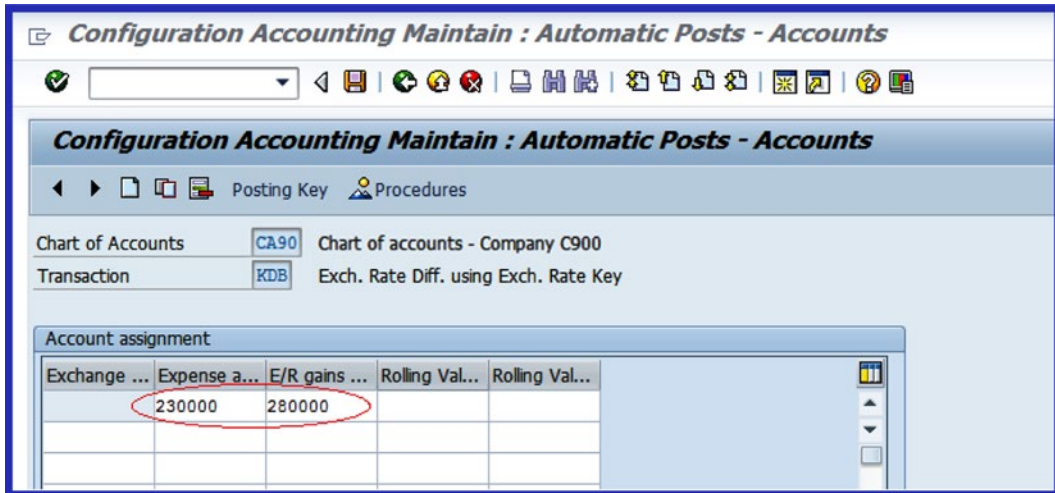 Configuration Accounting Maintain : Automatic Posts - Accounts
Configuration Accounting Maintain : Automatic Posts - Accounts
Posting Key Procedures
Chart of Accounts CA90 Chart of accounts - Company C900
Transaction KDB Exch. Rate Diff. using Exch. Rate Key
Account assignment
Exchange ... Expense a... E/R gains ... Rolling Val... Rolling Val...
230000 280000